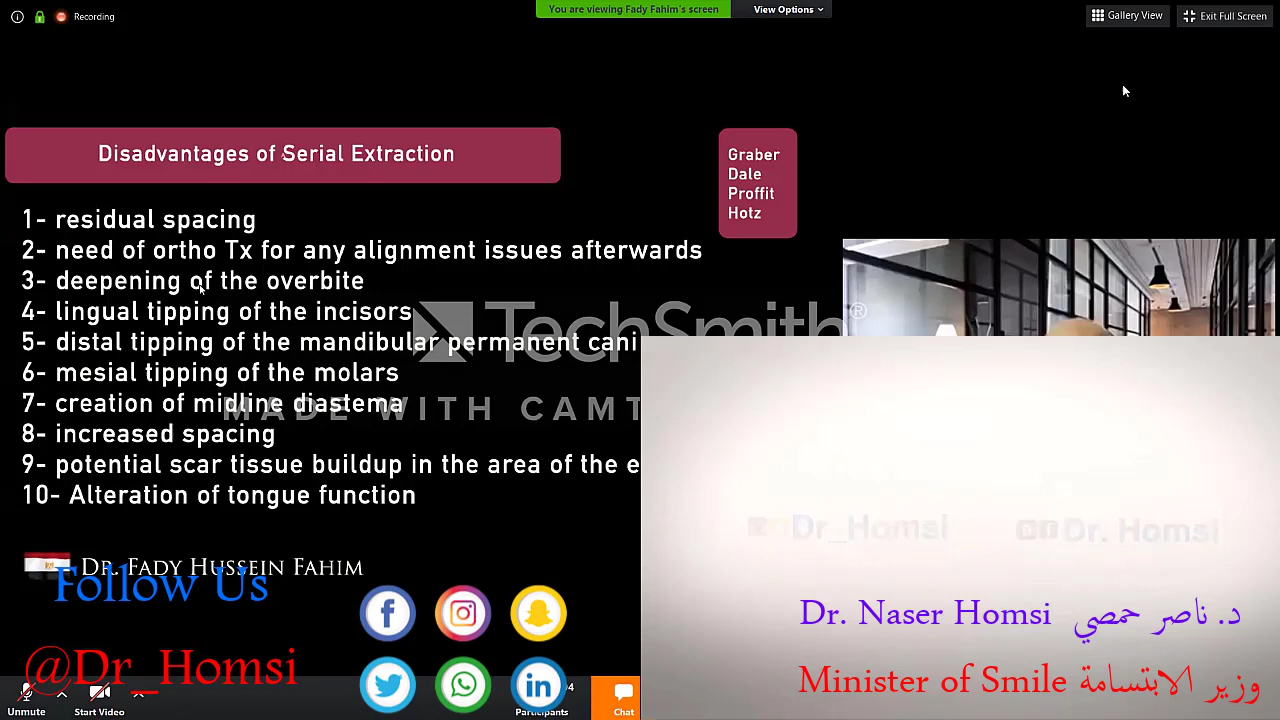 Recording
You are viewing Fady Fahim's screen
View Options
Gallery View
Exit Full Screen
Disadvantages of Serial Extraction
Graber
Dale
Proffit
Hotz
1- residual spacing
2- need of ortho Tx for any alignment issues afterwards
3- deepening of the overbite
4- lingual tipping of the incisors
TechSmith®
5- distal tipping of the mandibular permanent cani
6- mesial tipping of the molars
7- creation of midline diastema
MADE WITH CAMT
8- increased spacing
9- potential scar tissue buildup in the area of the e
10- Alteration of tongue function
Dr_Homsi
Dr. Homsi
DR. FADY HUSSEIN FAHIM
Follow Us
@Dr_Homsi
Dr. Naser Homsi د. ناصر حمصي
Minister of Smile وزير الابتسامة
Unmute
Start Video
Participants
4
Chat